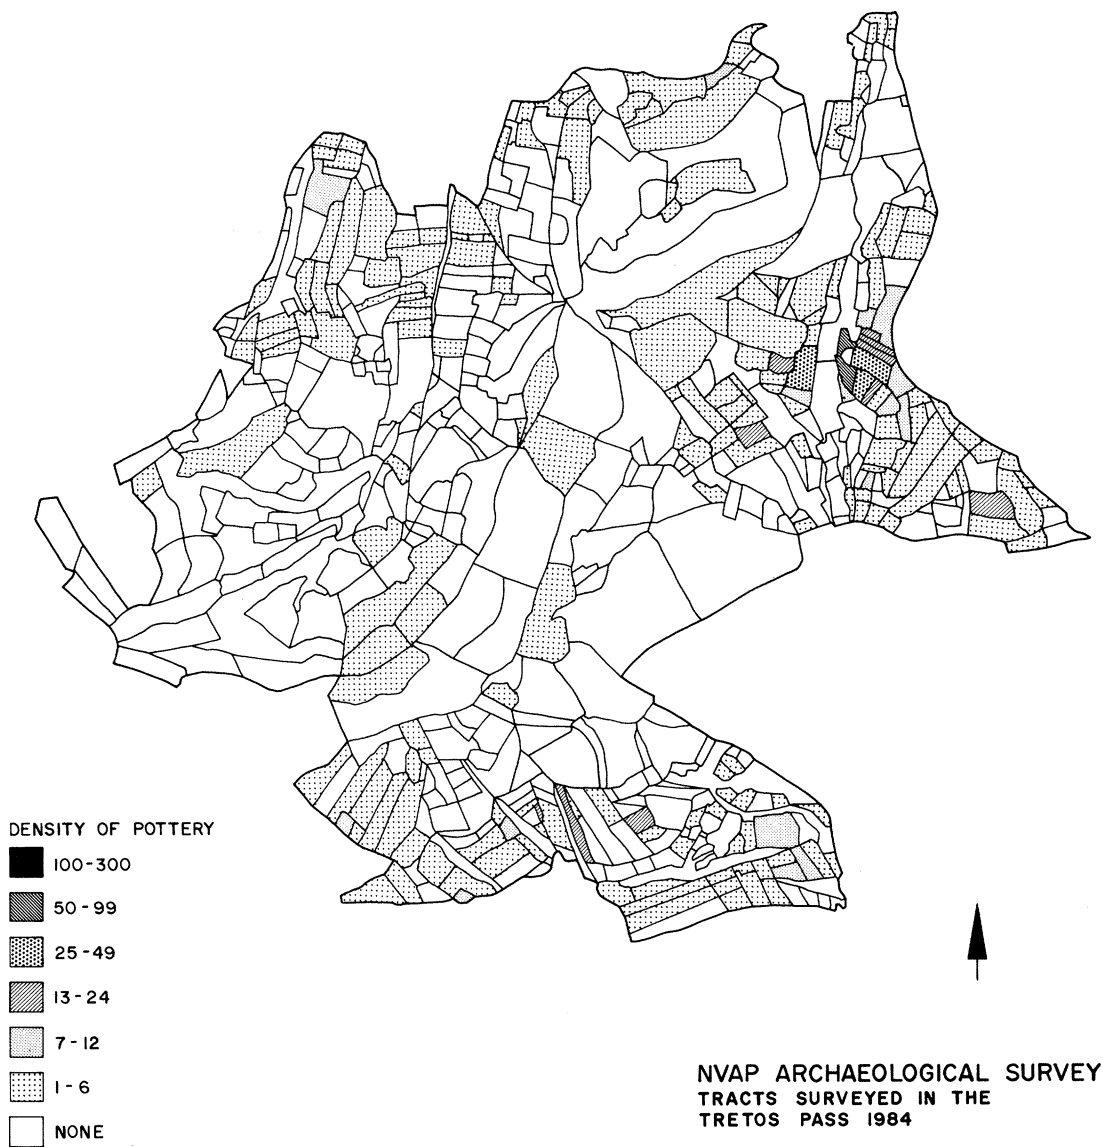 DENSITY OF POTTERY
100-300
50-99
25-49
13-24
7-12
1-6
NONE
NVAP ARCHAEOLOGICAL SURVEY
TRACTS SURVEYED IN THE
TRETOS PASS 1984